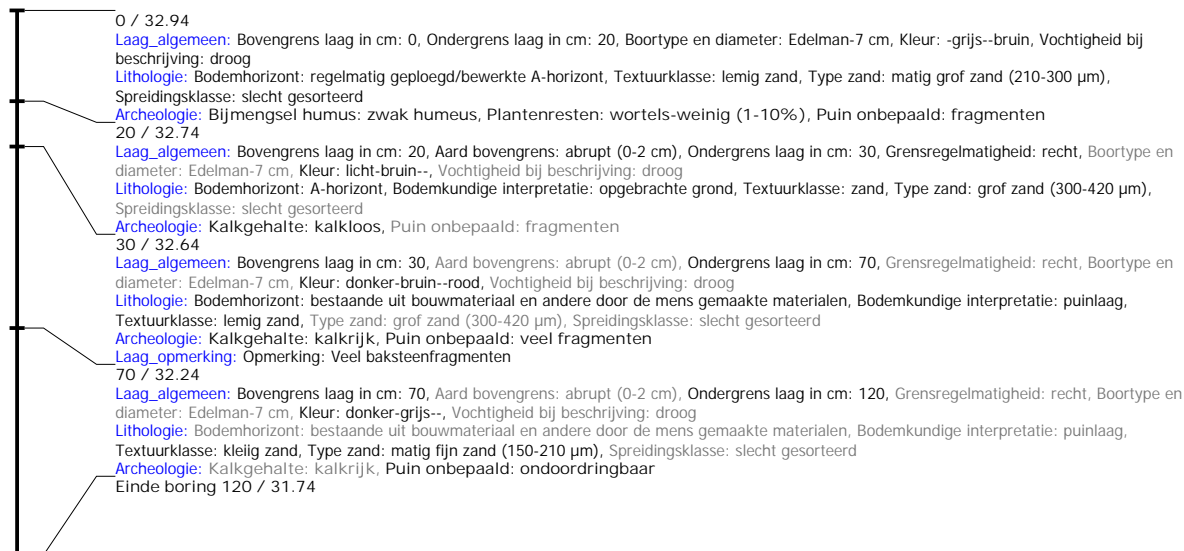 0 / 32.94
Laag_algemeen: Bovengrens laag in cm: 0, Ondergrens laag in cm: 20, Boortype en diameter: Edelman-7 cm, Kleur: -grijs--bruin, Vochtigheid bij
beschrijving: droog
Lithologie: Bodemhorizont: regelmatig geploegd/bewerkte A-horizont, Textuurklasse: lemig zand, Type zand: matig grof zand (210-300 µm),
Spreidingsklasse: slecht gesorteerd
Archeologie: Bijmengsel humus: zwak humeus, Plantenresten: wortels-weinig (1-10%), Puin onbepaald: fragmenten
20 / 32.74
Laag_algemeen: Bovengrens laag in cm: 20, Aard bovengrens: abrupt (0-2 cm), Ondergrens laag in cm: 30, Grensregelmatigheid: recht, Boortype en
diameter: Edelman-7 cm, Kleur: licht-bruin--, Vochtigheid bij beschrijving: droog
Lithologie: Bodemhorizont: A-horizont, Bodemkundige interpretatie: opgebrachte grond, Textuurklasse: zand, Type zand: grof zand (300-420 µm),
Spreidingsklasse: slecht gesorteerd
Archeologie: Kalkgehalte: kalkloos, Puin onbepaald: fragmenten
30 / 32.64
Laag_algemeen: Bovengrens laag in cm: 30, Aard bovengrens: abrupt (0-2 cm), Ondergrens laag in cm: 70, Grensregelmatigheid: recht, Boortype en
diameter: Edelman-7 cm, Kleur: donker-bruin--rood, Vochtigheid bij beschrijving: droog
Lithologie: Bodemhorizont: bestaande uit bouwmateriaal en andere door de mens gemaakte materialen, Bodemkundige interpretatie: puinlaag,
Textuurklasse: lemig zand, Type zand: grof zand (300-420 µm), Spreidingsklasse: slecht gesorteerd
Archeologie: Kalkgehalte: kalkrijk, Puin onbepaald: veel fragmenten
Laag_opmerking: Opmerking: Veel baksteenfragmenten
70 / 32.24
Laag_algemeen: Bovengrens laag in cm: 70, Aard bovengrens: abrupt (0-2 cm), Ondergrens laag in cm: 120, Grensregelmatigheid: recht, Boortype en
diameter: Edelman-7 cm, Kleur: donker-grijs--, Vochtigheid bij beschrijving: droog
Lithologie: Bodemhorizont: bestaande uit bouwmateriaal en andere door de mens gemaakte materialen, Bodemkundige interpretatie: puinlaag,
Textuurklasse: kleiig zand, Type zand: matig fijn zand (150-210 µm), Spreidingsklasse: slecht gesorteerd
Archeologie: Kalkgehalte: kalkrijk, Puin onbepaald: ondoordringbaar
Einde boring 120 / 31.74